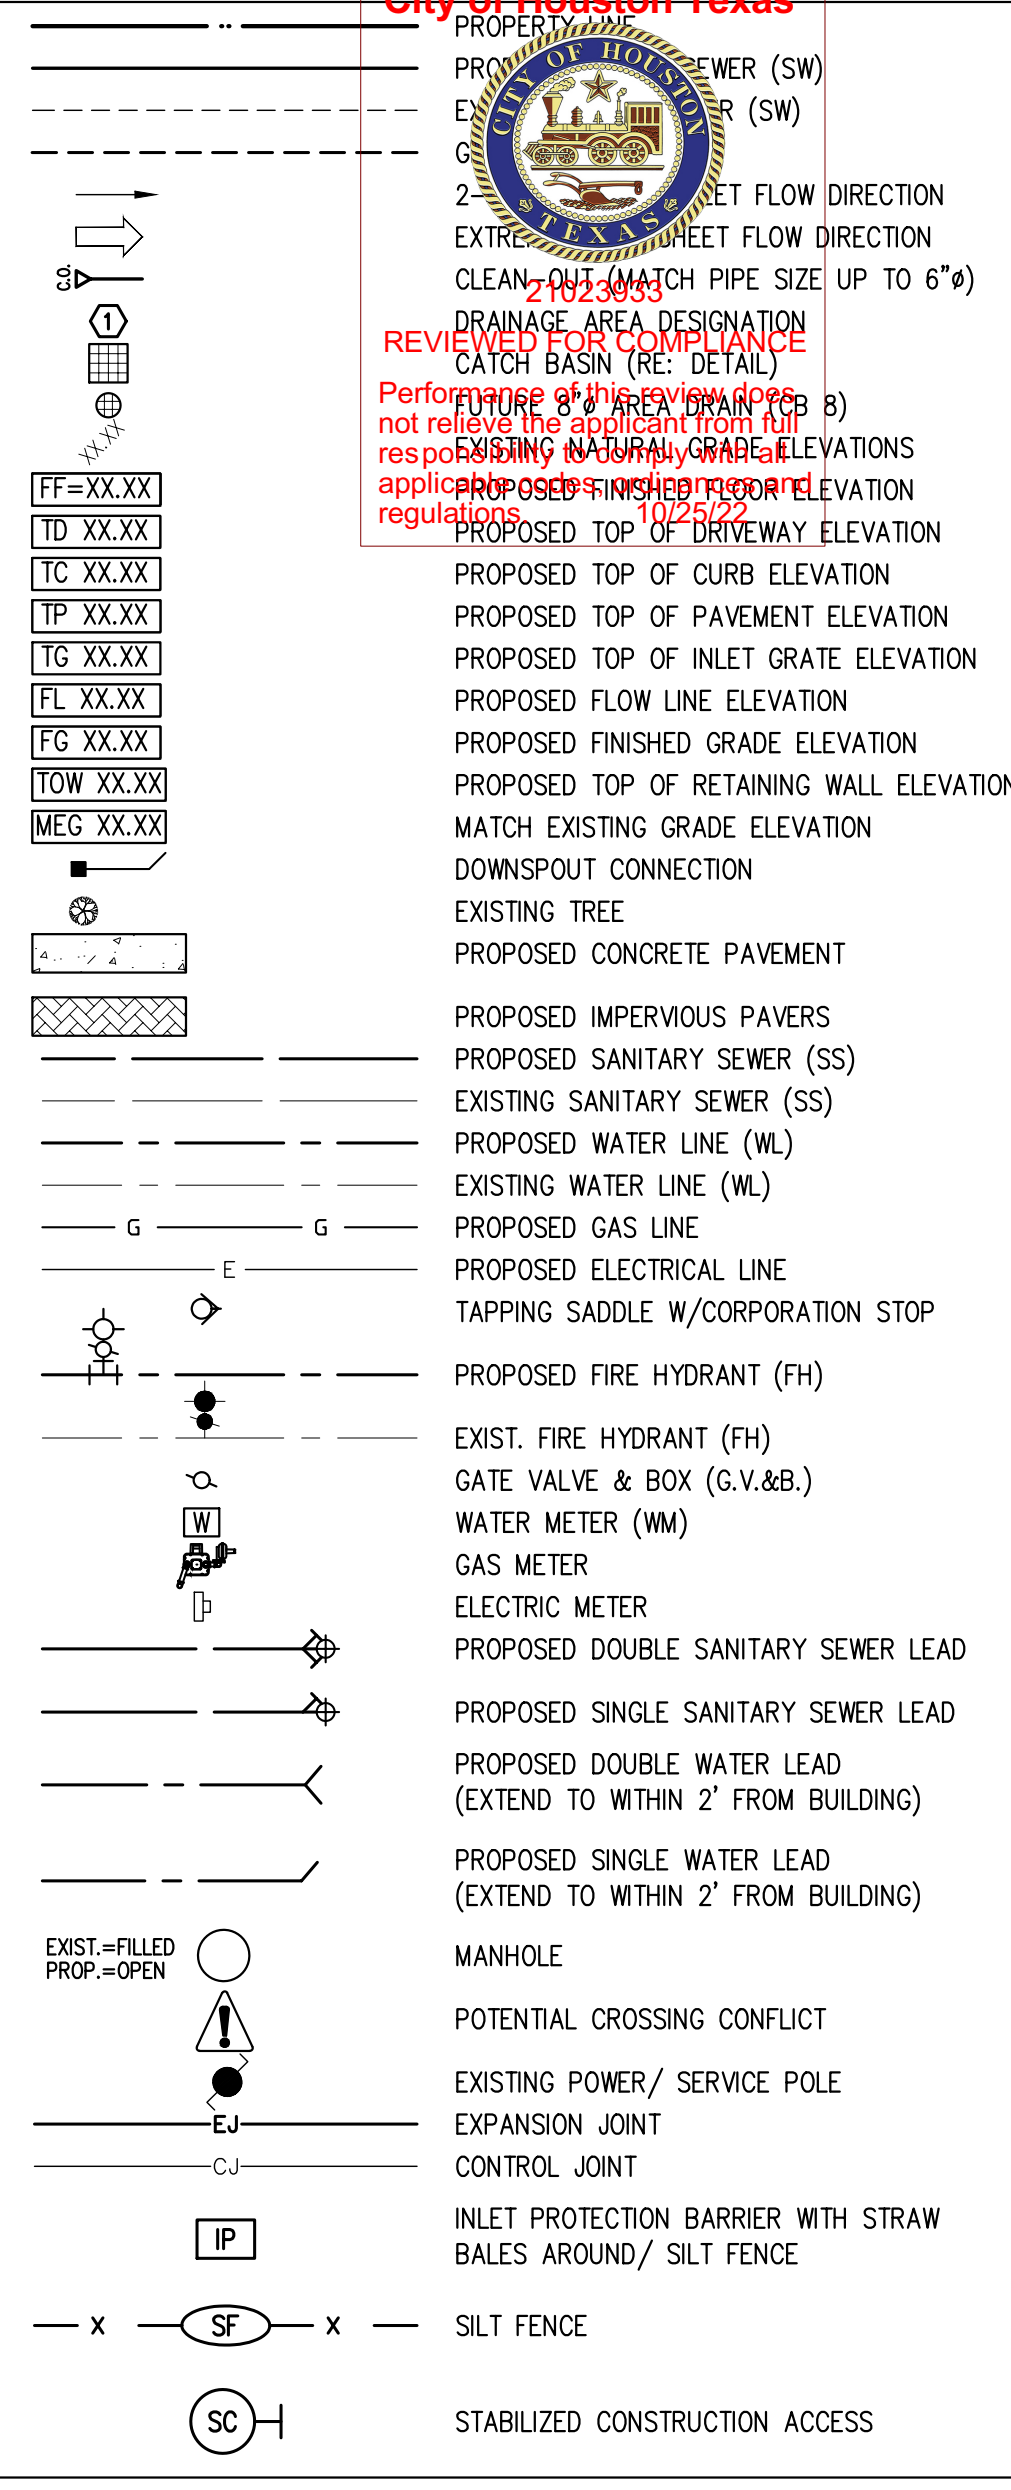 City of Houston Texas
PROPERTY LINE
CITY OF HOUSTON
TEXAS
SEWER (SW)
(SW)
FLOW DIRECTION
SHEET FLOW DIRECTION
C.O. CLEAN-OUT (MATCH PIPE SIZE UP TO 6"ø)
21023933
1 DRAINAGE AREA DESIGNATION
REVIEWED FOR COMPLIANCE
CATCH BASIN (RE: DETAIL)
Performance of this review does
FUTURE 8"ø AREA DRAIN (CB 8)
not relieve the applicant from full
XX.XX EXISTING NATURAL GRADE ELEVATIONS
responsibility to comply with all
FF=XX.XX PROPOSED FINISHED FLOOR ELEVATION
applicable codes, ordinances and
regulations. 10/25/22
TD XX.XX PROPOSED TOP OF DRIVEWAY ELEVATION
TC XX.XX PROPOSED TOP OF CURB ELEVATION
TP XX.XX PROPOSED TOP OF PAVEMENT ELEVATION
TG XX.XX PROPOSED TOP OF INLET GRATE ELEVATION
FL XX.XX PROPOSED FLOW LINE ELEVATION
FG XX.XX PROPOSED FINISHED GRADE ELEVATION
TOW XX.XX PROPOSED TOP OF RETAINING WALL ELEVATION
MEG XX.XX MATCH EXISTING GRADE ELEVATION
DOWNSPOUT CONNECTION
EXISTING TREE
PROPOSED CONCRETE PAVEMENT
PROPOSED IMPERVIOUS PAVERS
PROPOSED SANITARY SEWER (SS)
EXISTING SANITARY SEWER (SS)
PROPOSED WATER LINE (WL)
EXISTING WATER LINE (WL)
G G PROPOSED GAS LINE
E PROPOSED ELECTRICAL LINE
TAPPING SADDLE W/CORPORATION STOP
PROPOSED FIRE HYDRANT (FH)
EXIST. FIRE HYDRANT (FH)
GATE VALVE & BOX (G.V.&B.)
W WATER METER (WM)
GAS METER
ELECTRIC METER
PROPOSED DOUBLE SANITARY SEWER LEAD
PROPOSED SINGLE SANITARY SEWER LEAD
PROPOSED DOUBLE WATER LEAD
(EXTEND TO WITHIN 2' FROM BUILDING)
PROPOSED SINGLE WATER LEAD
(EXTEND TO WITHIN 2' FROM BUILDING)
EXIST.=FILLED
PROP.=OPEN
MANHOLE
POTENTIAL CROSSING CONFLICT
EXISTING POWER/ SERVICE POLE
EJ EXPANSION JOINT
CJ CONTROL JOINT
IP INLET PROTECTION BARRIER WITH STRAW
BALES AROUND/ SILT FENCE
X SF X SILT FENCE
SC STABILIZED CONSTRUCTION ACCESS